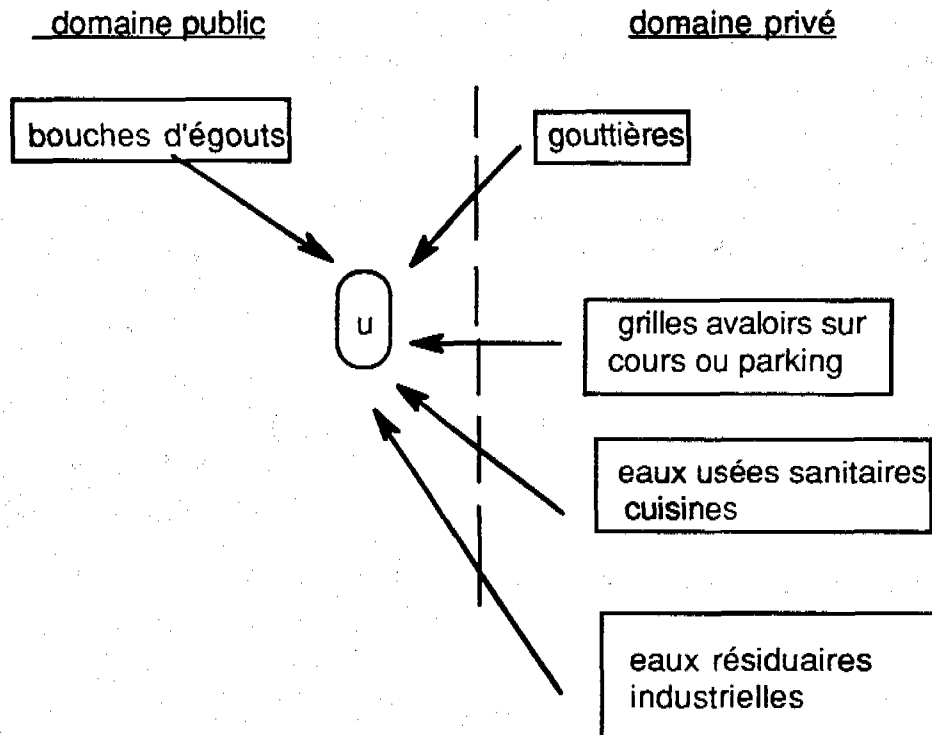 domaine public
domaine privé
bouches d'égouts
gouttières
u
grilles avaloirs sur
cours ou parking
eaux usées sanitaires
cuisines
eaux résiduaires
industrielles